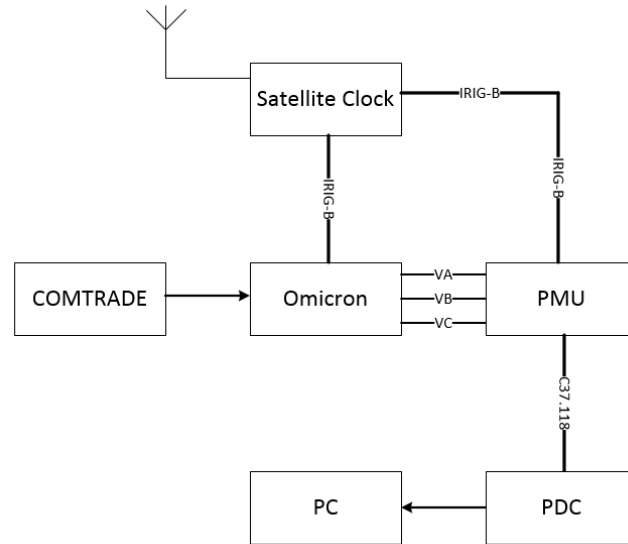 Satellite Clock
IRIG-B
IRIG-B
IRIG-B
COMTRADE
Omicron
VA
VB
VC
PMU
C37.118
PC
PDC